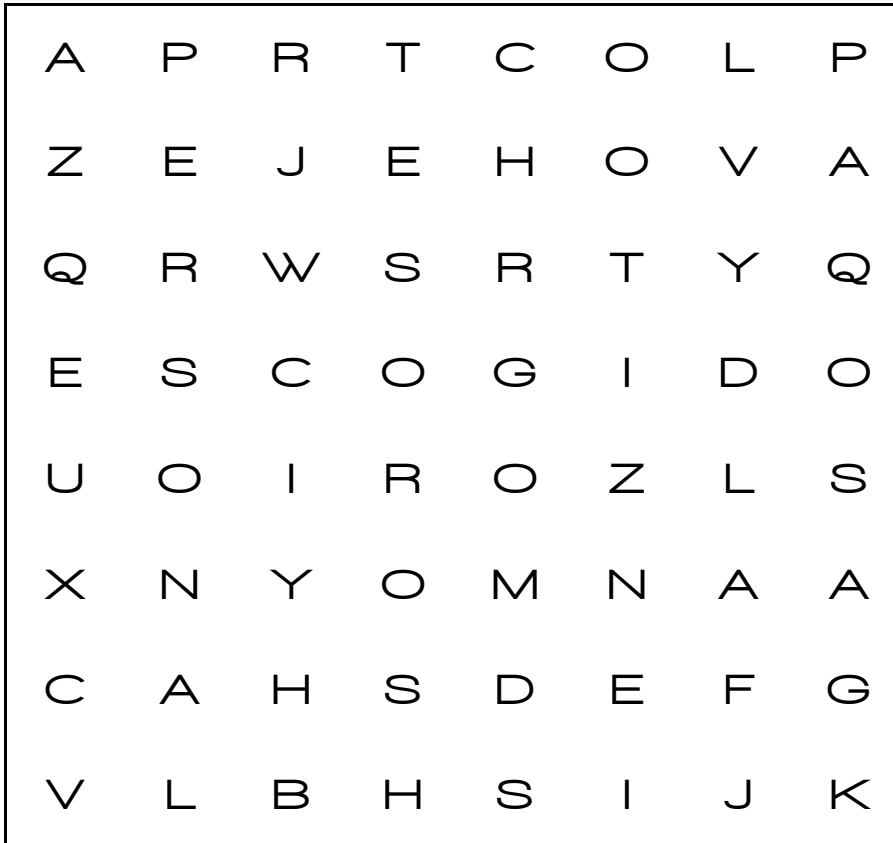 A P R T C O L P
Z E J E H O V A
Q R W S R T Y Q
E S C O G I D O
U O I R O Z L S
X N Y O M N A A
C A H S D E F G
V L B H S I J K